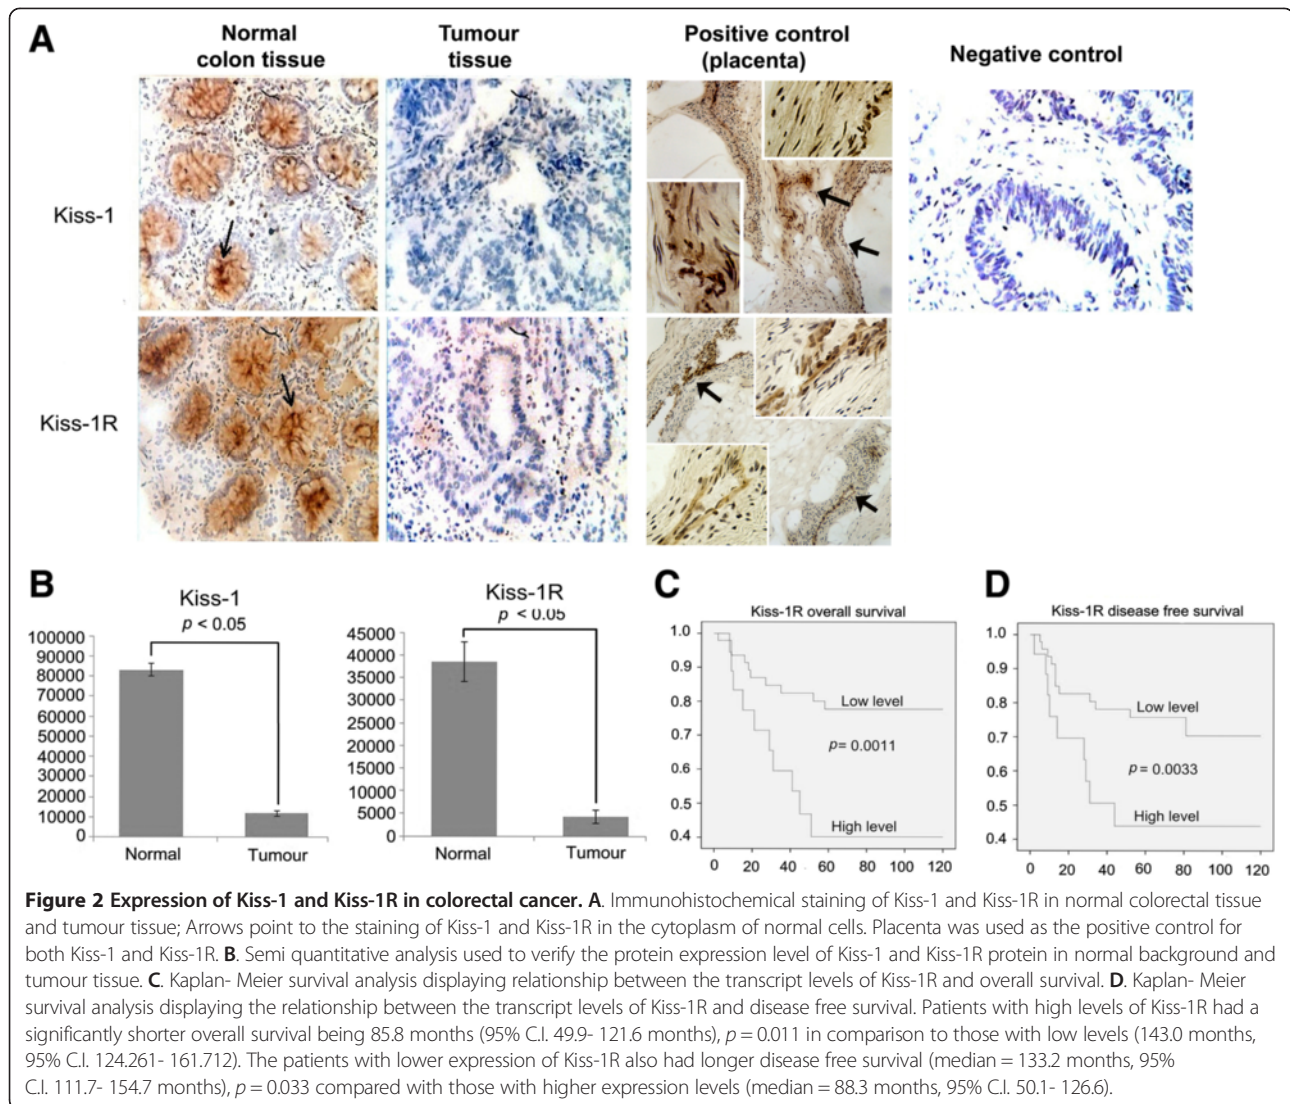 A
Normal
colon tissue
Tumour
tissue
Positive control
(placenta)
Negative control
Kiss-1
Kiss-1R
B
Kiss-1
p < 0.05
100000
90000
80000
70000
60000
50000
40000
30000
20000
10000
0
Normal
Tumour
Kiss-1R
p < 0.05
45000
40000
35000
30000
25000
20000
15000
10000
5000
0
Normal
Tumour
C
Kiss-1R overall survival
1.0
0.9
0.8
0.7
0.6
0.5
0.4
Low level
p= 0.0011
High level
0 20 40 60 80 100 120
D
Kiss-1R disease free survival
1.0
0.9
0.8
0.7
0.6
0.5
0.4
Low level
p = 0.0033
High level
0 20 40 60 80 100 120
Figure 2 Expression of Kiss-1 and Kiss-1R in colorectal cancer. A. Immunohistochemical staining of Kiss-1 and Kiss-1R in normal colorectal tissue
and tumour tissue; Arrows point to the staining of Kiss-1 and Kiss-1R in the cytoplasm of normal cells. Placenta was used as the positive control for
both Kiss-1 and Kiss-1R. B. Semi quantitative analysis used to verify the protein expression level of Kiss-1 and Kiss-1R protein in normal background and
tumour tissue. C. Kaplan- Meier survival analysis displaying relationship between the transcript levels of Kiss-1R and overall survival. D. Kaplan- Meier
survival analysis displaying the relationship between the transcript levels of Kiss-1R and disease free survival. Patients with high levels of Kiss-1R had a
significantly shorter overall survival being 85.8 months (95% C.I. 49.9- 121.6 months), p = 0.011 in comparison to those with low levels (143.0 months,
95% C.I. 124.261- 161.712). The patients with lower expression of Kiss-1R also had longer disease free survival (median = 133.2 months, 95%
C.I. 111.7- 154.7 months), p = 0.033 compared with those with higher expression levels (median = 88.3 months, 95% C.I. 50.1- 126.6).